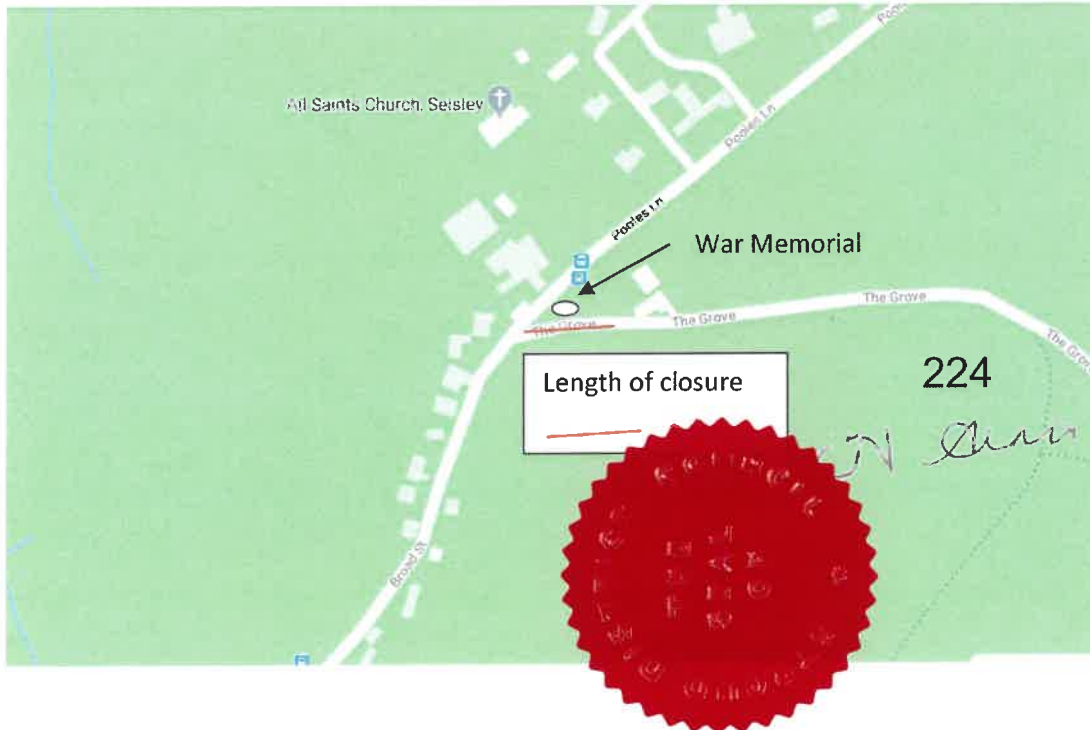 All Saints Church, Selsley
Pooles Ln
Pooles Ln
War Memorial
The Grove
The Grove
The Grove
The Grove
Length of closure
224
Broad St